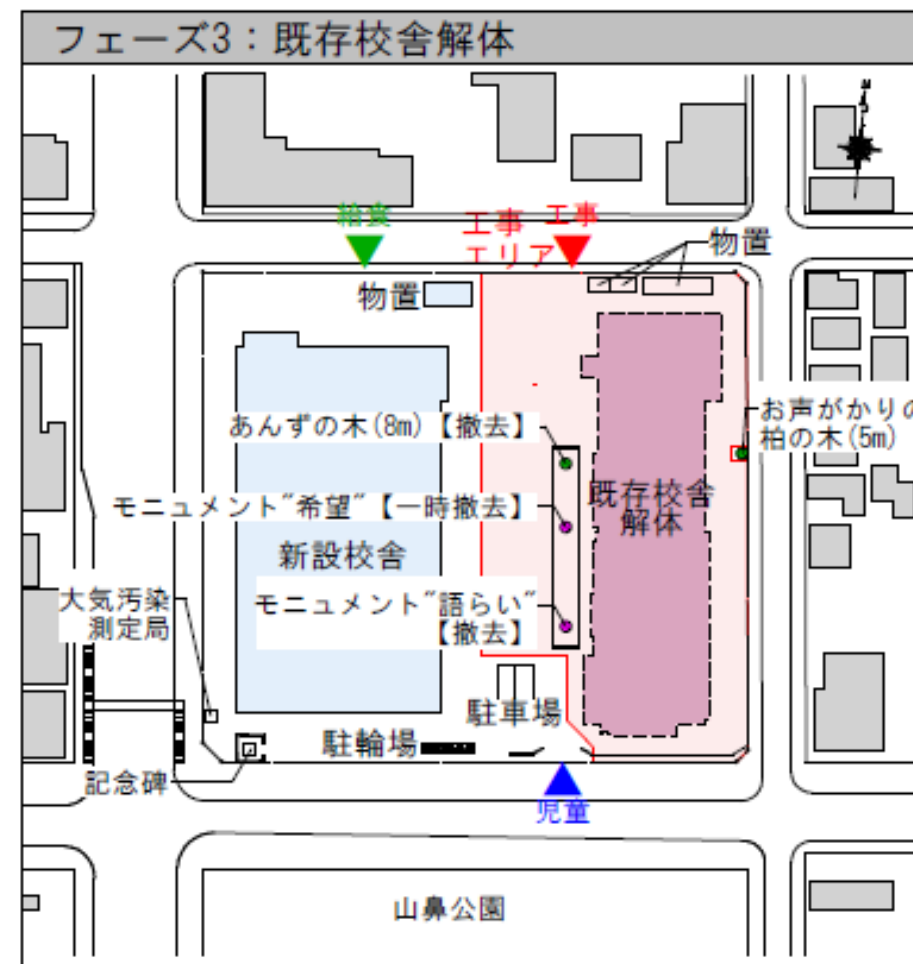 フェーズ3：既存校舎解体
給食
工事
エリア
工事
物置
物置
あんずの木(8m)【撤去】
お声がかりの
柏の木(5m)
モニュメント"希望"【一時撤去】
既存校舎
解体
新設校舎
モニュメント"語らい"
【撤去】
大気汚染
測定局
駐車場
駐輪場
記念碑
児童
山鼻公園